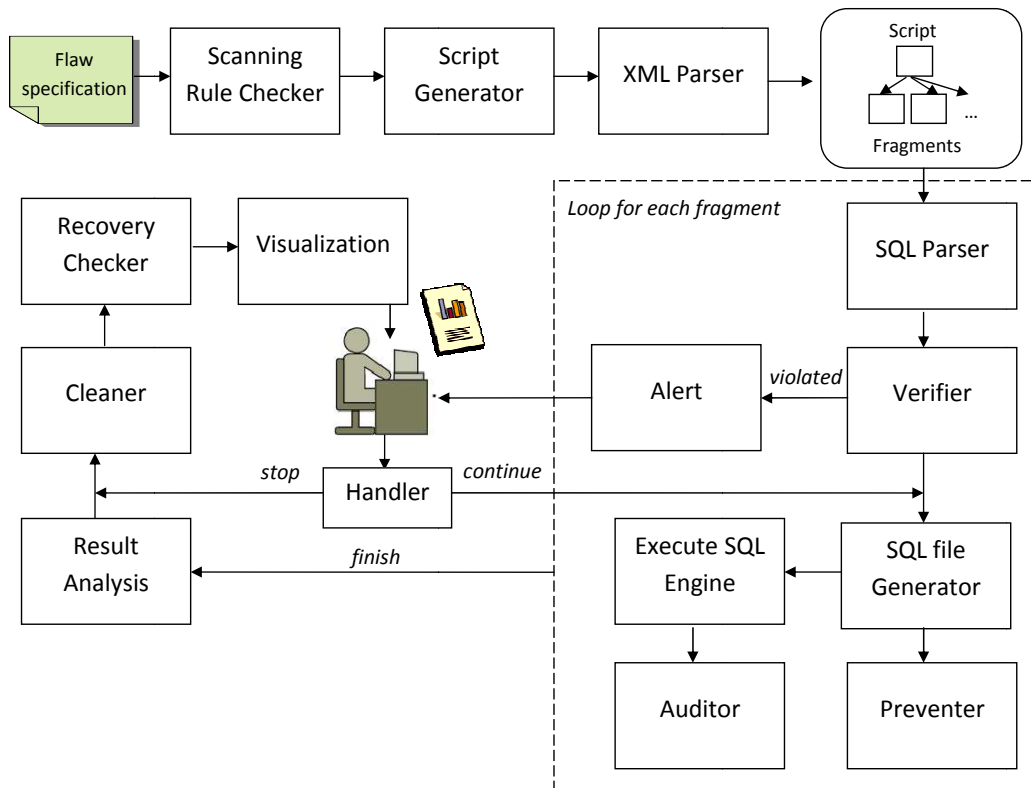 Flaw
specification
Scanning
Rule Checker
Script
Generator
XML Parser
Script
...
Fragments
Recovery
Checker
Visualization
Loop for each fragment
SQL Parser
Cleaner
Alert
violated
Verifier
stop
Handler
continue
Result
Analysis
finish
Execute SQL
Engine
SQL file
Generator
Auditor
Preventer